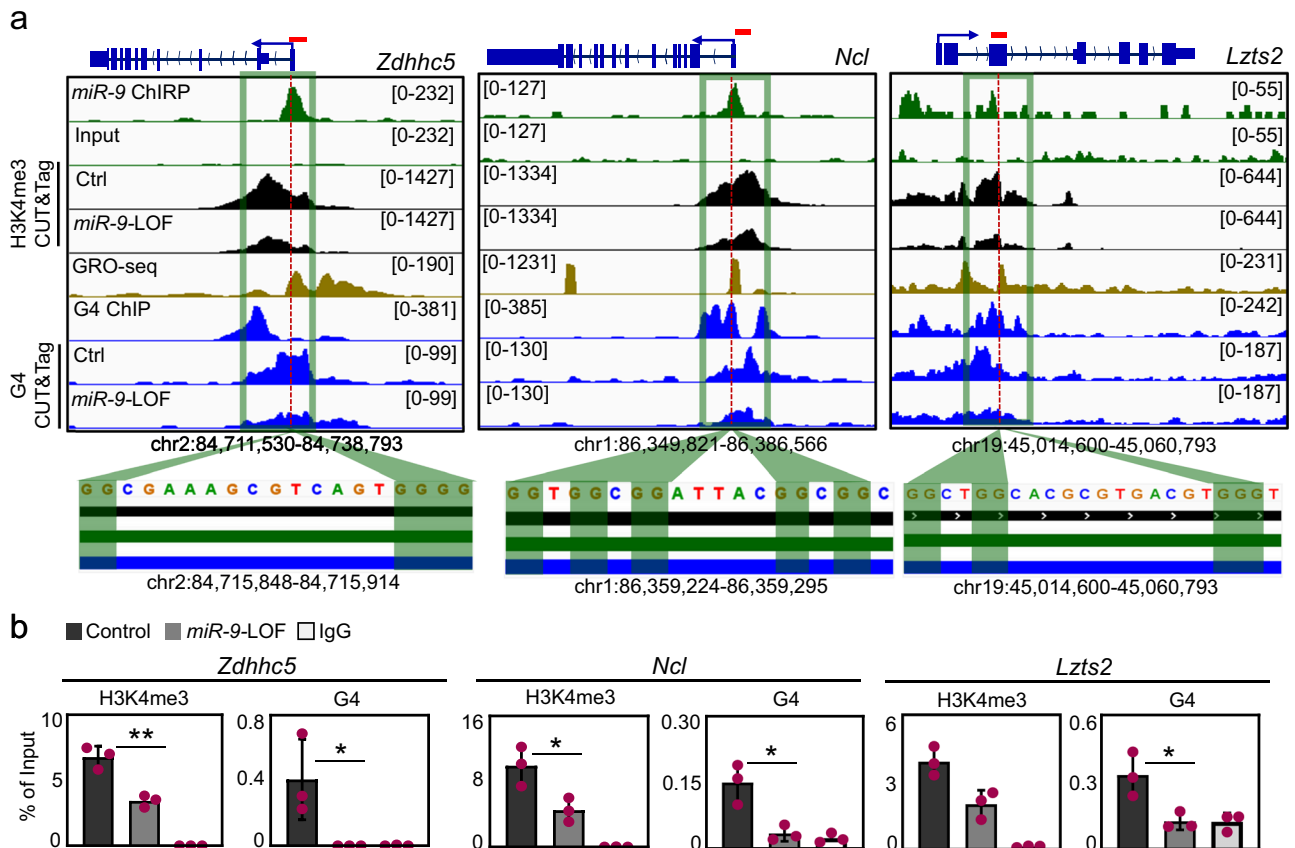 a
Zdhhc5
Ncl
Lzts2
miR-9 ChIRP
[0-232]
[0-127]
[0-55]
Input
[0-232]
[0-127]
[0-55]
H3K4me3
CUT&Tag
Ctrl
[0-1427]
[0-1334]
[0-644]
miR-9-LOF
[0-1427]
[0-1334]
[0-644]
GRO-seq
[0-190]
[0-1231]
[0-231]
G4 ChIP
[0-381]
[0-385]
[0-242]
G4
CUT&Tag
Ctrl
[0-99]
[0-130]
[0-187]
miR-9-LOF
[0-99]
[0-130]
[0-187]
chr2:84,711,530-84,738,793
chr1:86,349,821-86,386,566
chr19:45,014,600-45,060,793
GGCGAAAGCGTCAGTGGGG
GGTGGCGGATTACGGCGGC
GGCTGGCACGCGTGACGTGGGT
chr2:84,715,848-84,715,914
chr1:86,359,224-86,359,295
chr19:45,014,600-45,060,793
b
Control
miR-9-LOF
IgG
Zdhhc5
Ncl
Lzts2
H3K4me3
G4
H3K4me3
G4
H3K4me3
G4
% of Input
10
5
0
**
0.8
0.4
0
*
16
8
0
*
0.30
0.15
0
*
6
3
0
0.6
0.3
0
*